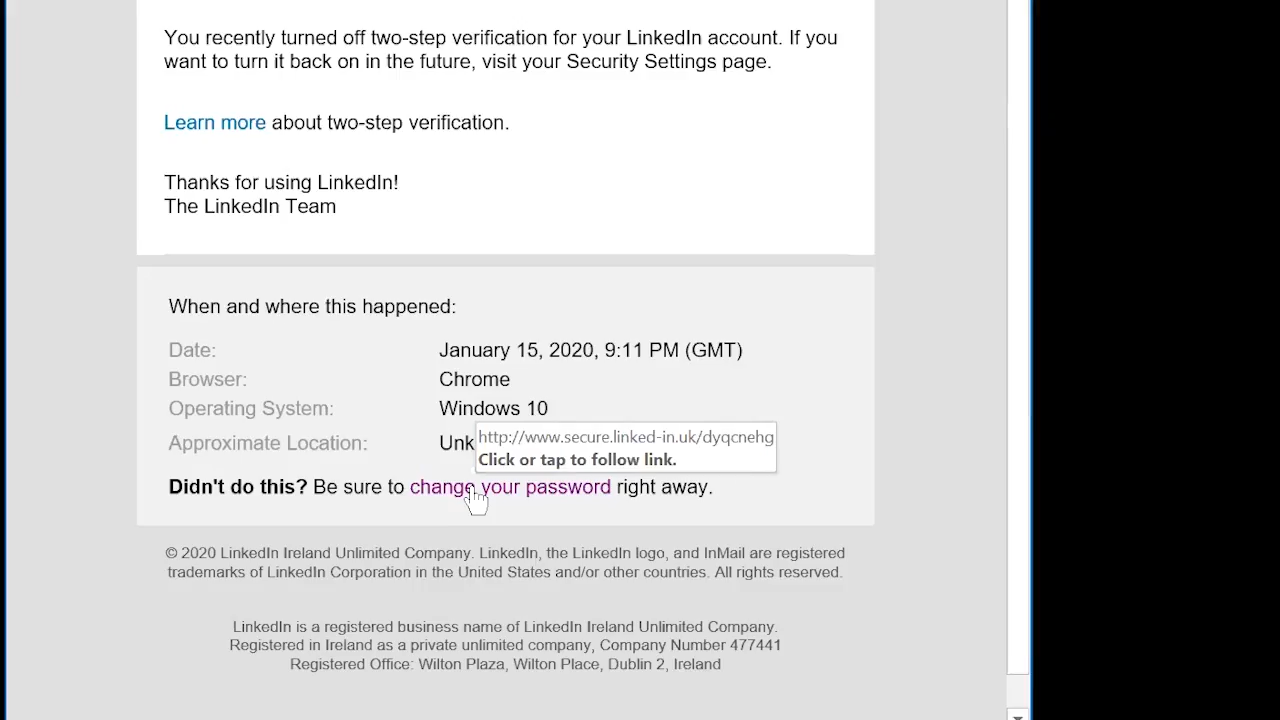 You recently turned off two-step verification for your LinkedIn account. If you
want to turn it back on in the future, visit your Security Settings page.
Learn more about two-step verification.
Thanks for using LinkedIn!
The LinkedIn Team
When and where this happened:
Date: January 15, 2020, 9:11 PM (GMT)
Browser: Chrome
Operating System: Windows 10
http://www.secure.linked-in.uk/dyqcnehg
Approximate Location: Unk
Click or tap to follow link.
Didn't do this? Be sure to change your password right away.
© 2020 LinkedIn Ireland Unlimited Company. LinkedIn, the LinkedIn logo, and InMail are registered
trademarks of LinkedIn Corporation in the United States and/or other countries. All rights reserved.
LinkedIn is a registered business name of LinkedIn Ireland Unlimited Company.
Registered in Ireland as a private unlimited company, Company Number 477441
Registered Office: Wilton Plaza, Wilton Place, Dublin 2, Ireland